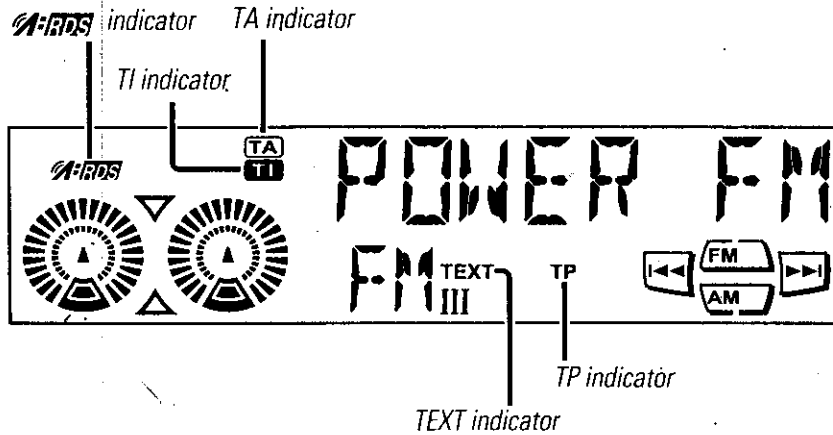 RDS indicator TA indicator
TI indicator
TA
RDS TI POWER FM
FM III TEXT TP FM AM
TP indicator
TEXT indicator